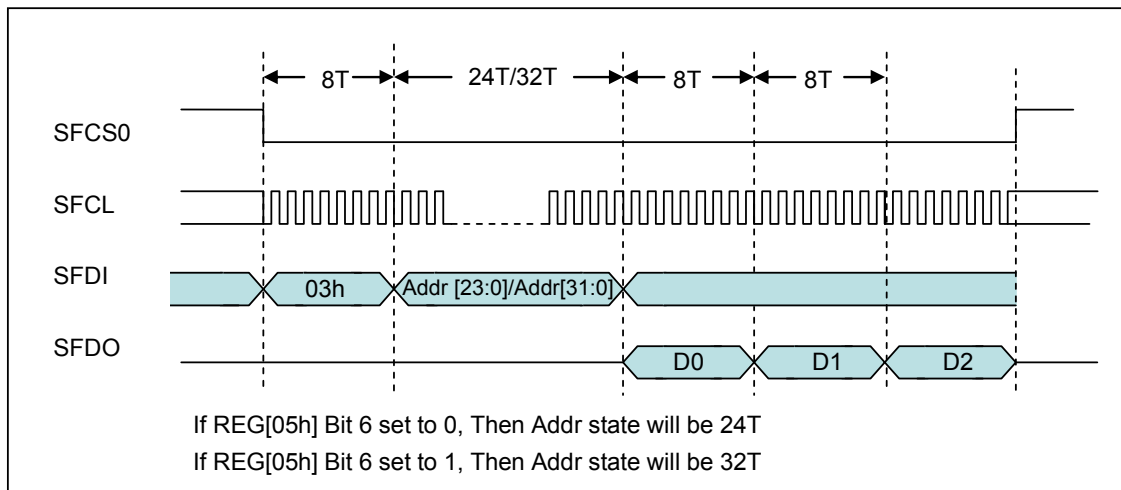 8T 24T/32T 8T 8T
SFCS0
SFCL
SFDI
03h Addr [23:0]/Addr[31:0]
SFDO
D0 D1 D2
If REG[05h] Bit 6 set to 0, Then Addr state will be 24T
If REG[05h] Bit 6 set to 1, Then Addr state will be 32T